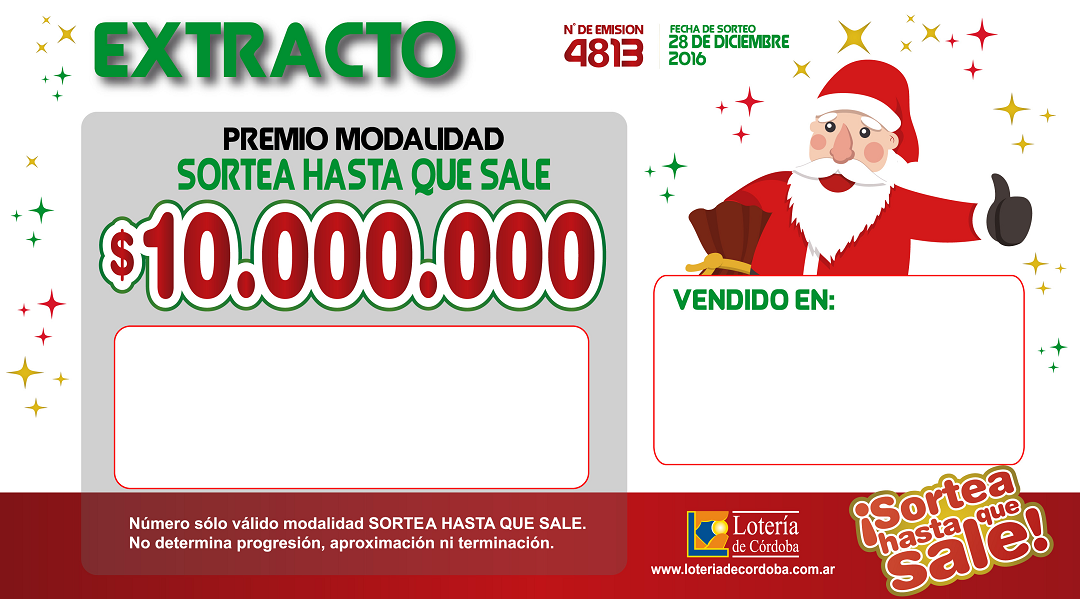 EXTRACTO
N° DE EMISION
4813
FECHA DE SORTEO
28 DE DICIEMBRE
2016
PREMIO MODALIDAD
SORTEA HASTA QUE SALE
$10.000.000
VENDIDO EN:
Número sólo válido modalidad SORTEA HASTA QUE SALE.
No determina progresión, aproximación ni terminación.
Lotería
de Córdoba
www.loteriadecordoba.com.ar
¡Sortea
hasta que
sale!